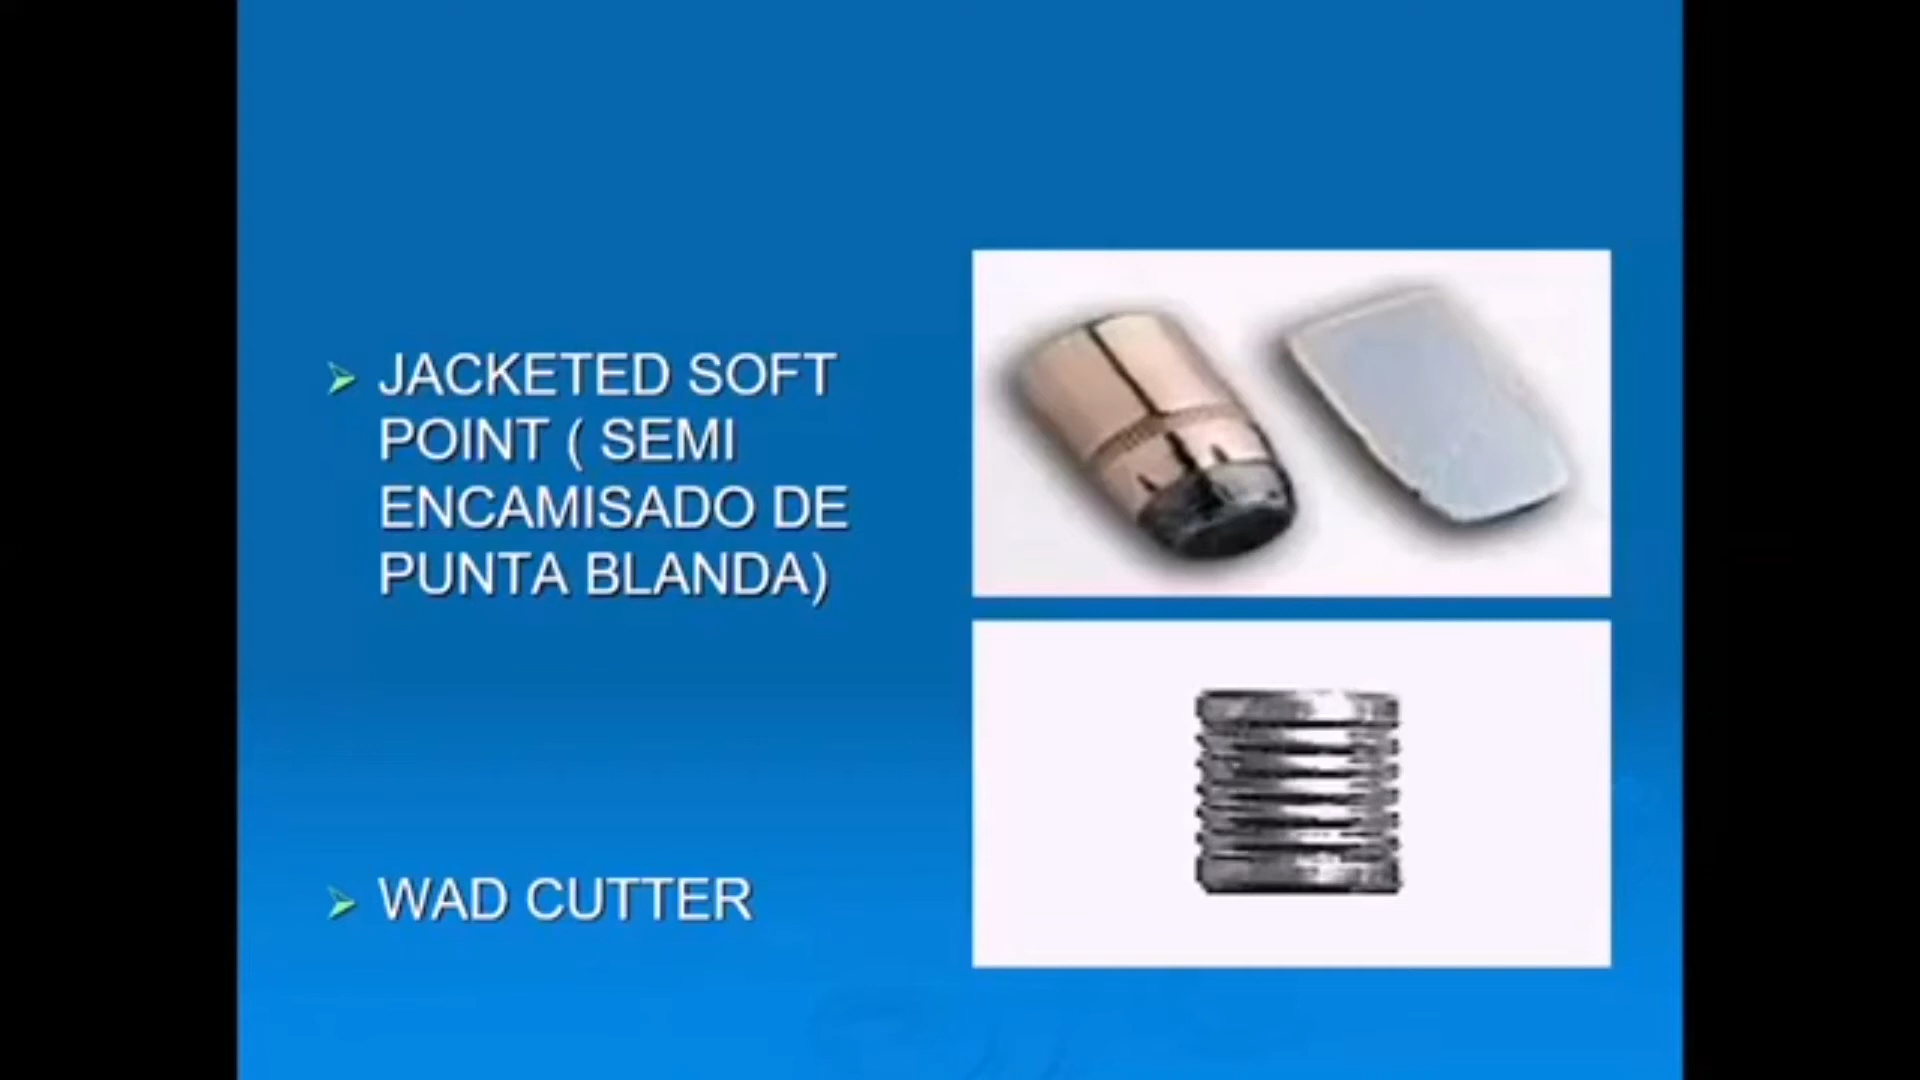 JACKETED SOFT
POINT ( SEMI
ENCAMISADO DE
PUNTA BLANDA)
WAD CUTTER